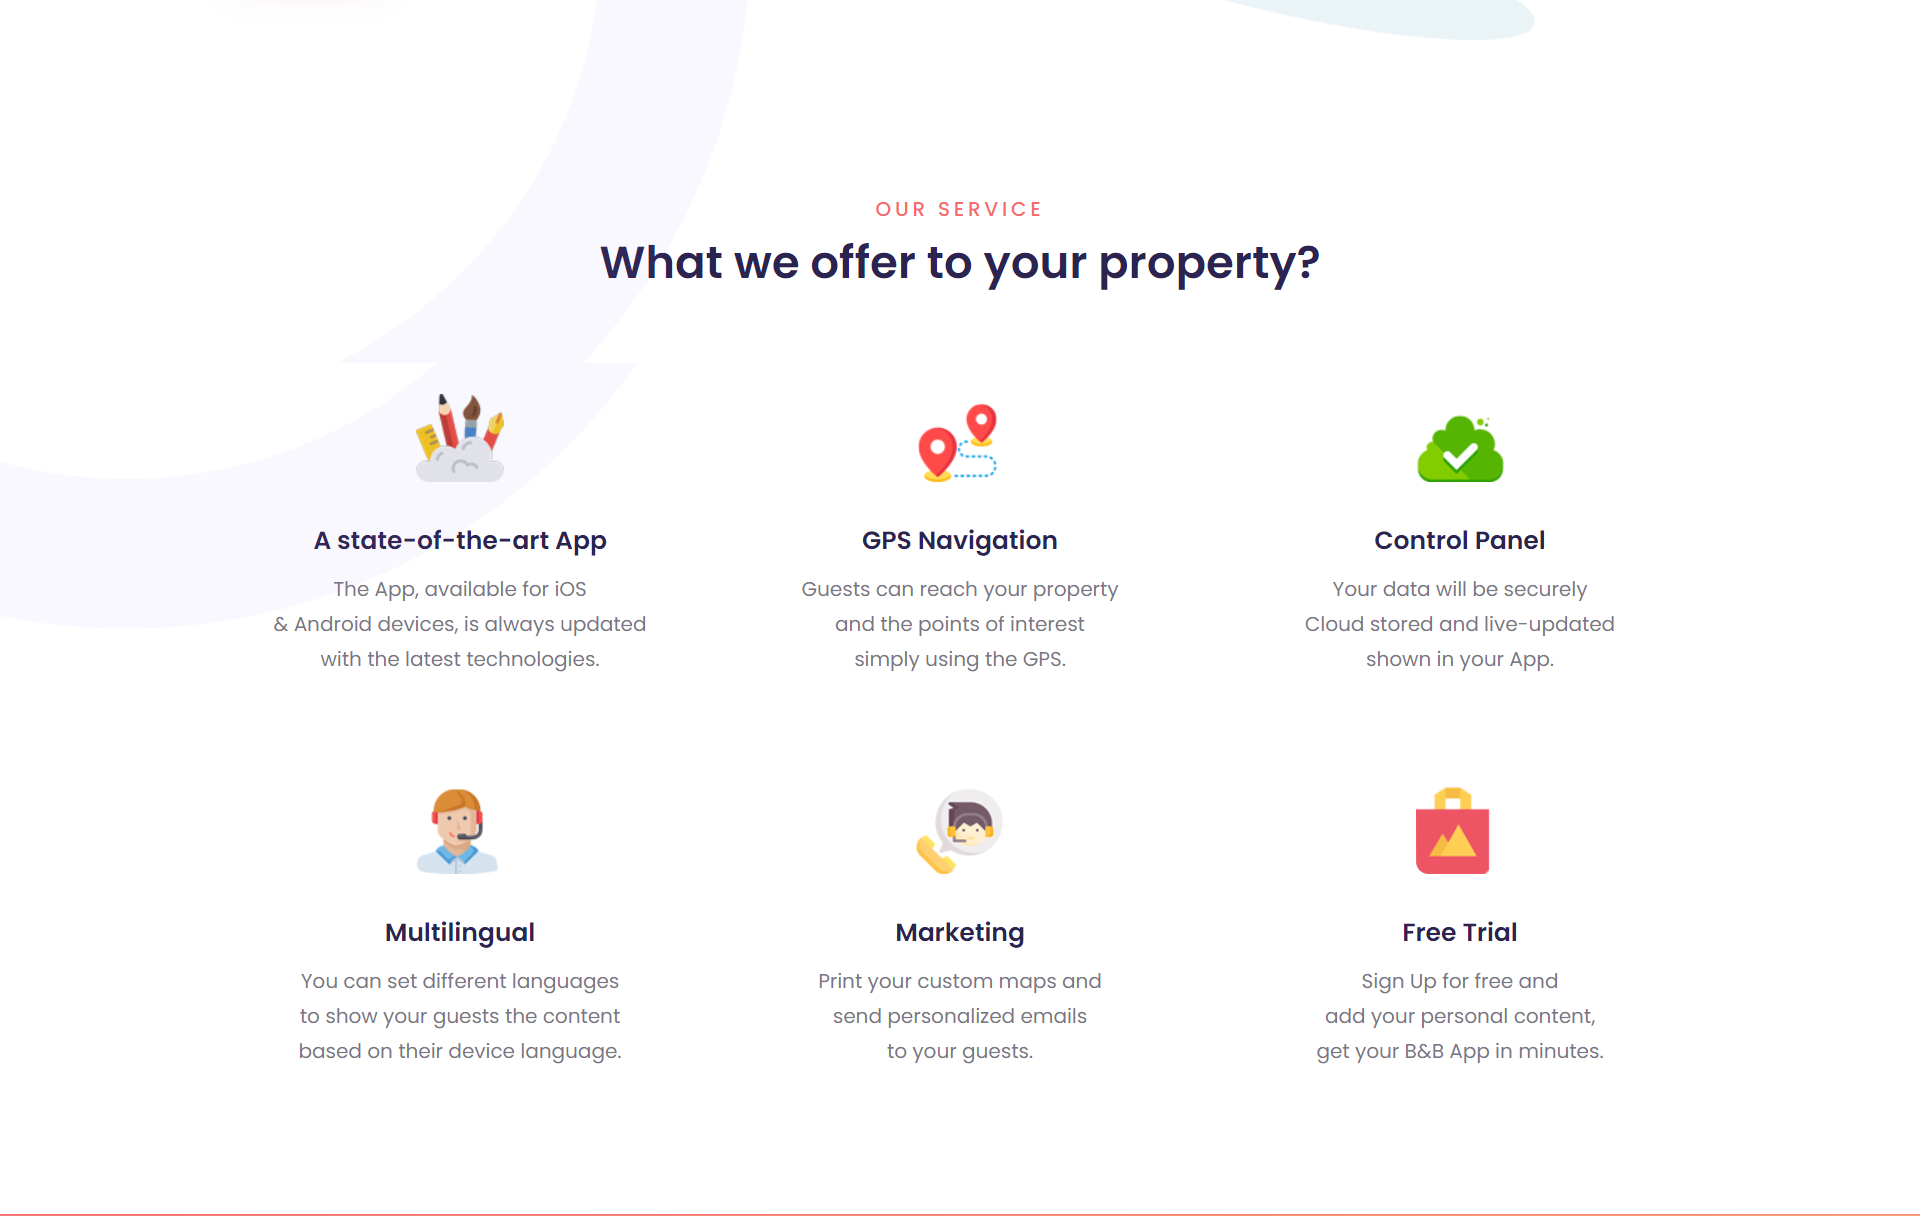 OUR SERVICE
What we offer to your property?
A state-of-the-art App
The App, available for iOS
& Android devices, is always updated
with the latest technologies.
GPS Navigation
Guests can reach your property
and the points of interest
simply using the GPS.
Control Panel
Your data will be securely
Cloud stored and live-updated
shown in your App.
Multilingual
You can set different languages
to show your guests the content
based on their device language.
Marketing
Print your custom maps and
send personalized emails
to your guests.
Free Trial
Sign Up for free and
add your personal content,
get your B&B App in minutes.